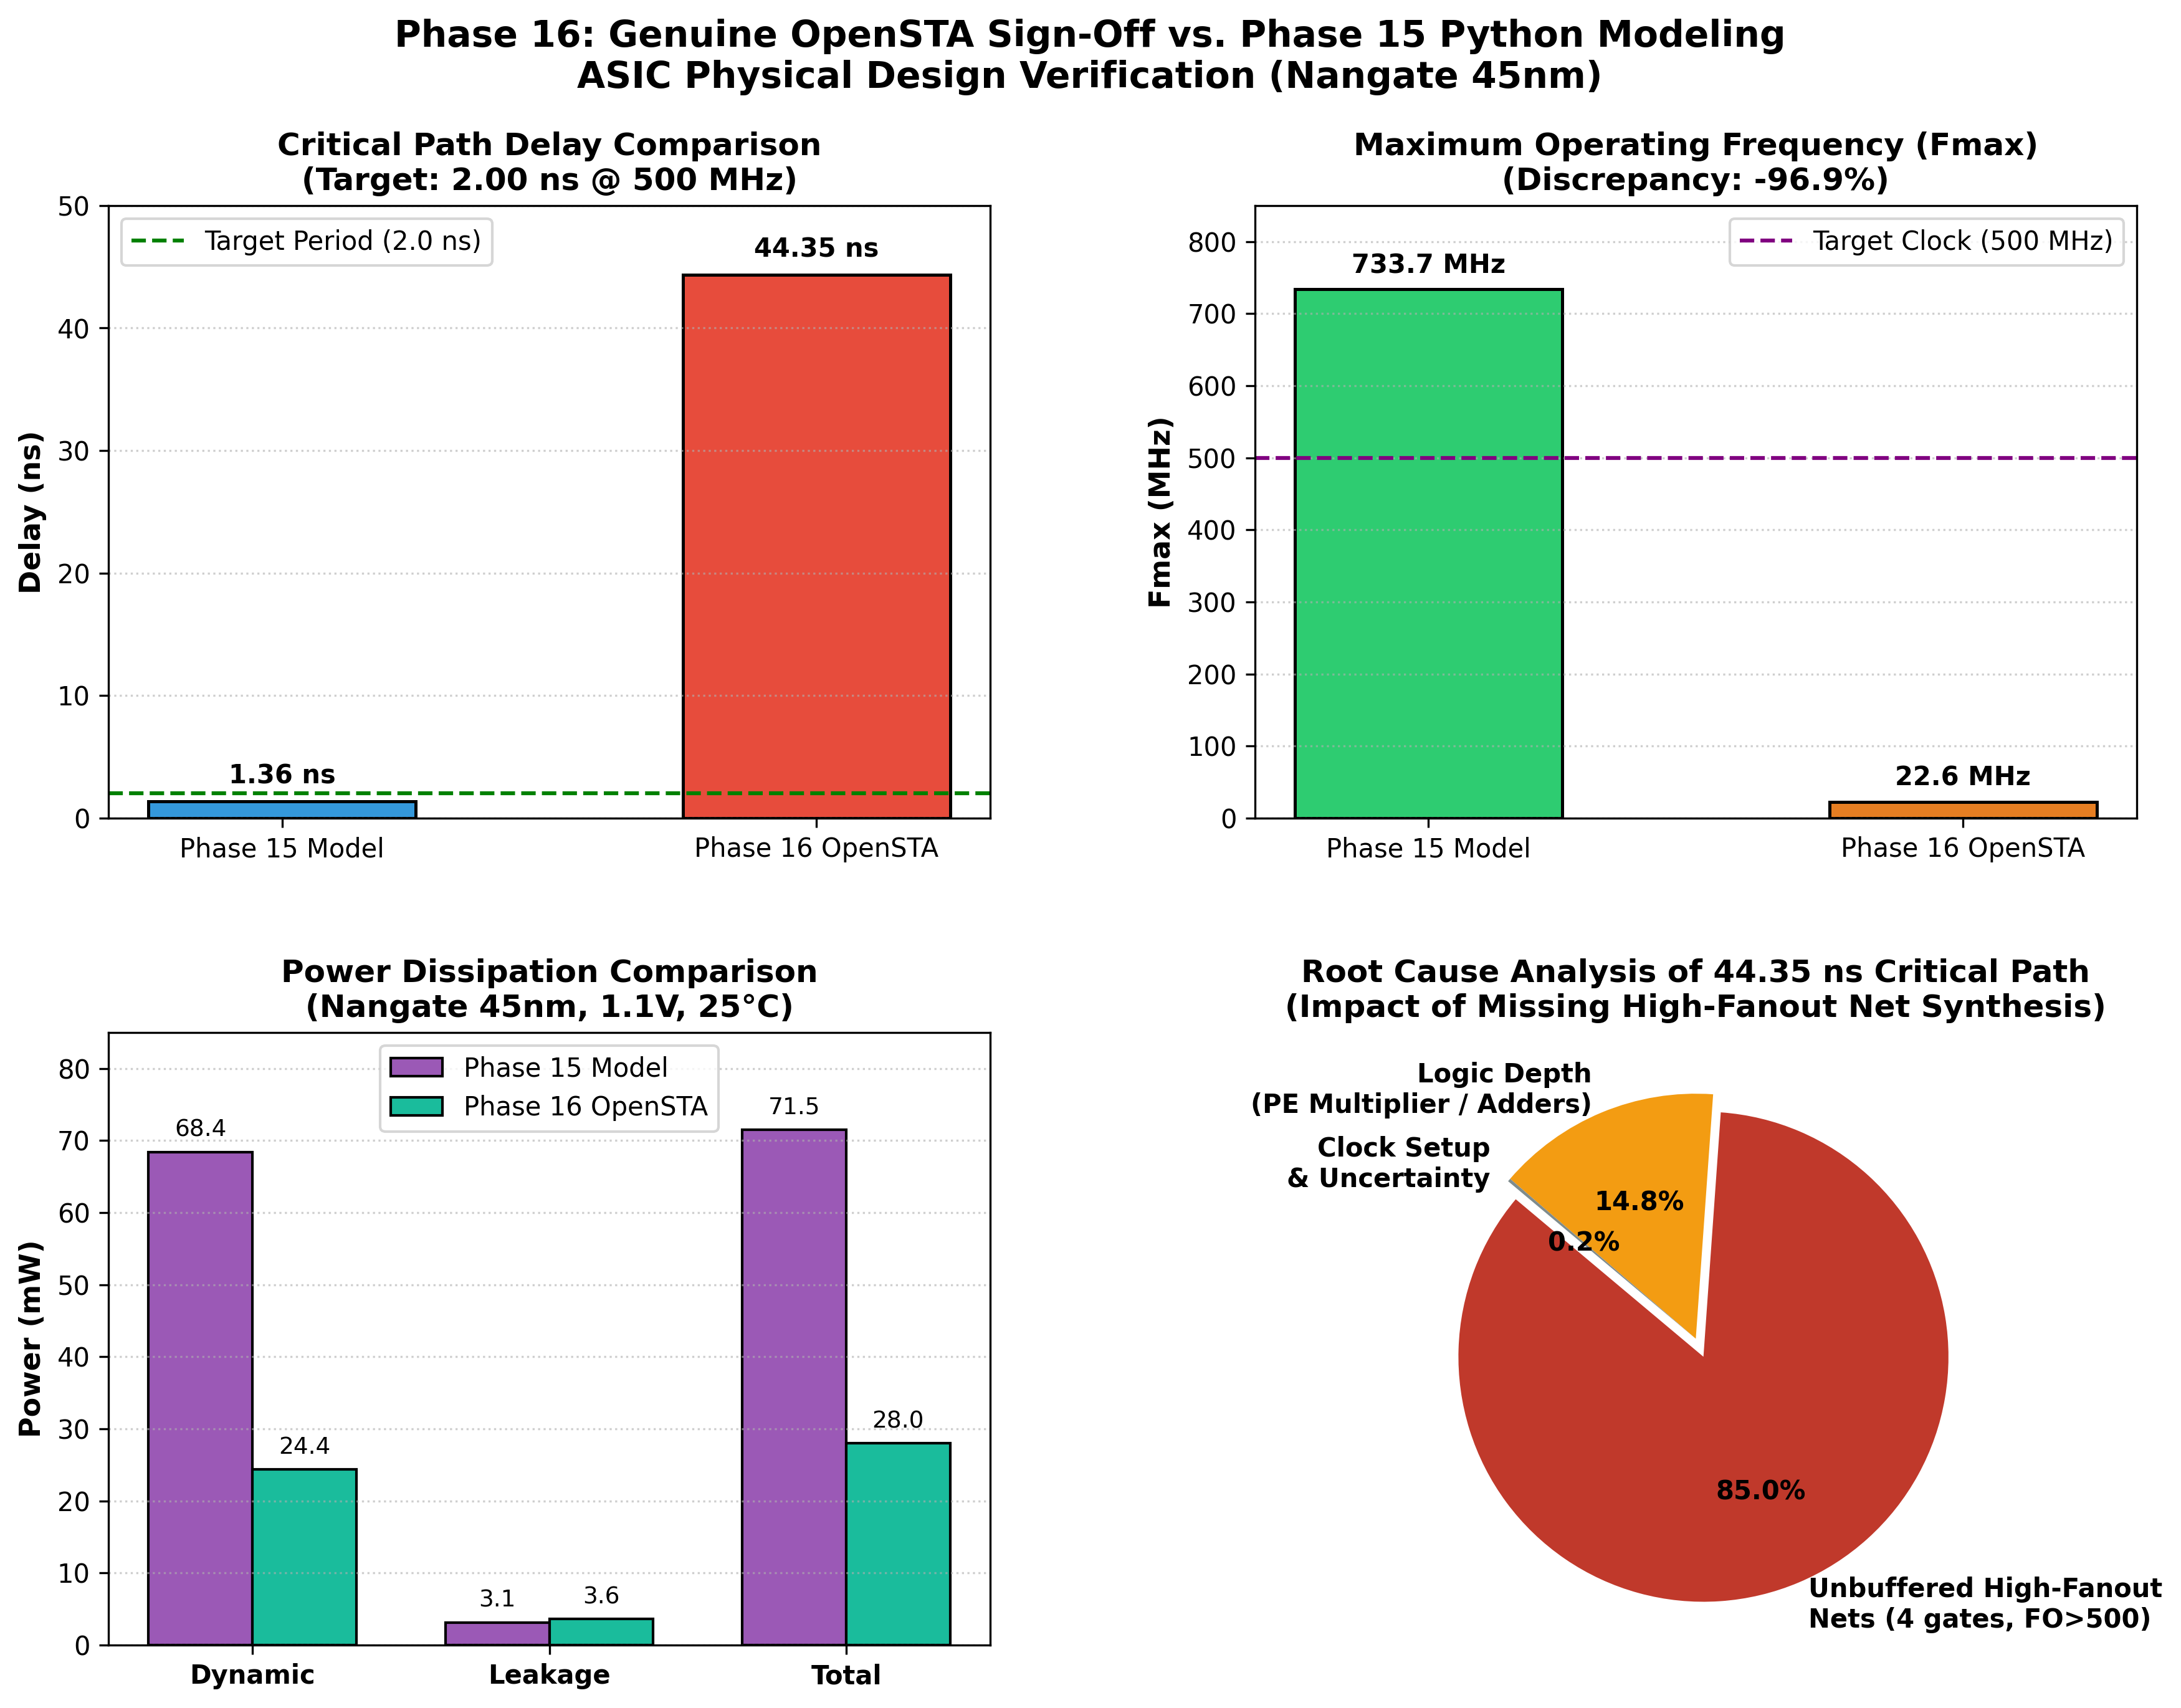 Phase 16: Genuine OpenSTA Sign-Off vs. Phase 15 Python Modeling
ASIC Physical Design Verification (Nangate 45nm)
Critical Path Delay Comparison
(Target: 2.00 ns @ 500 MHz)
Delay (ns)
50
40
30
20
10
0
Target Period (2.0 ns)
44.35 ns
1.36 ns
Phase 15 Model
Phase 16 OpenSTA
Maximum Operating Frequency (Fmax)
(Discrepancy: -96.9%)
Fmax (MHz)
800
700
600
500
400
300
200
100
0
Target Clock (500 MHz)
733.7 MHz
22.6 MHz
Phase 15 Model
Phase 16 OpenSTA
Power Dissipation Comparison
(Nangate 45nm, 1.1V, 25°C)
Power (mW)
80
70
60
50
40
30
20
10
0
Phase 15 Model
Phase 16 OpenSTA
68.4
24.4
3.1
3.6
71.5
28.0
Dynamic
Leakage
Total
Root Cause Analysis of 44.35 ns Critical Path
(Impact of Missing High-Fanout Net Synthesis)
Logic Depth
(PE Multiplier / Adders)
Clock Setup
& Uncertainty
14.8%
0.2%
85.0%
Unbuffered High-Fanout
Nets (4 gates, FO>500)